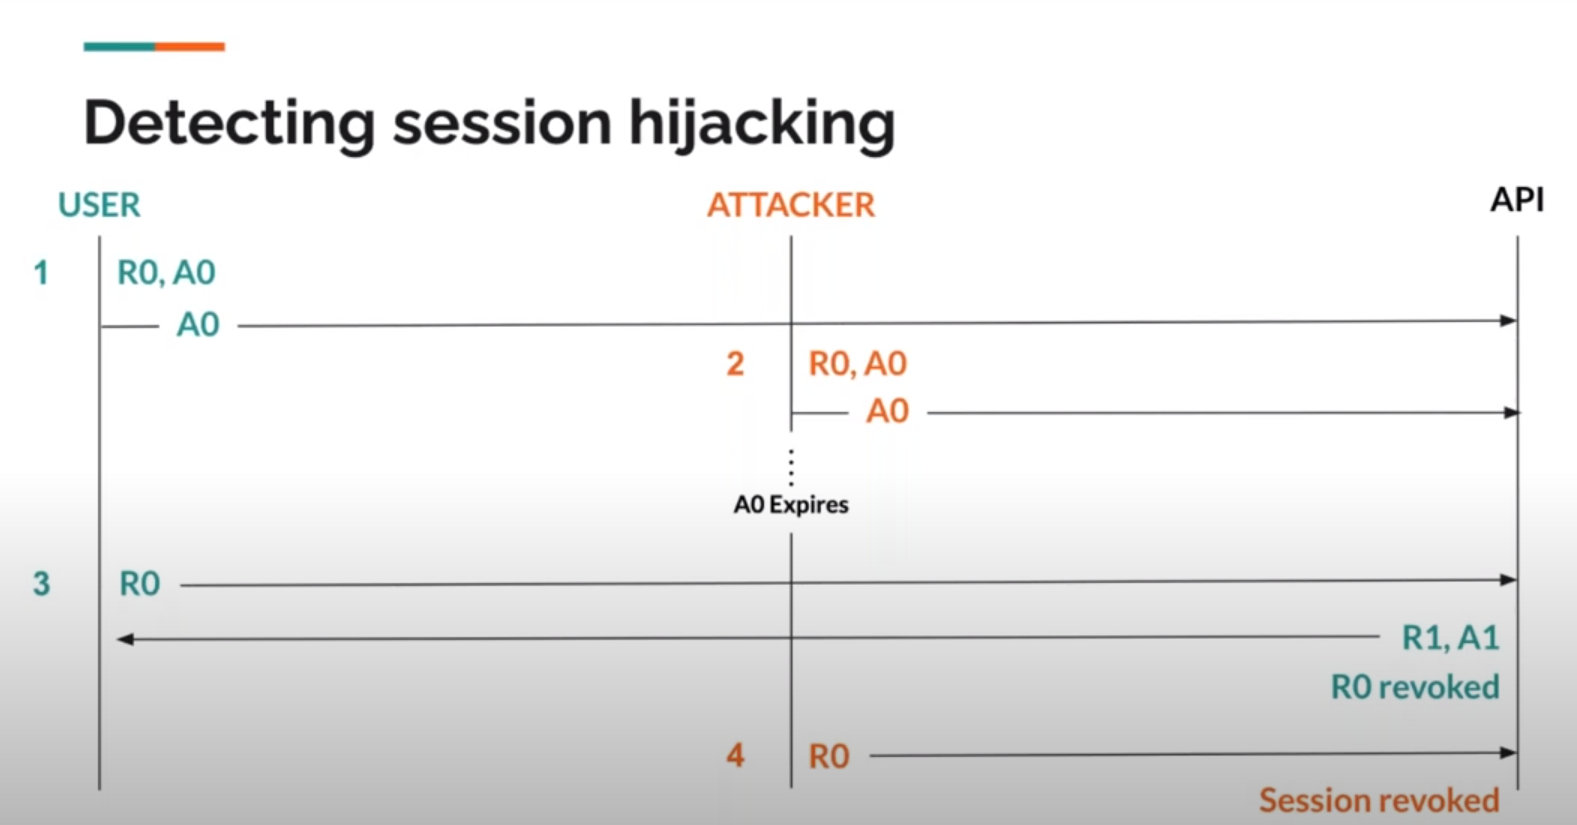 Detecting session hijacking
USER
ATTACKER
API
1
R0, A0
A0
2
R0, A0
A0
A0 Expires
3
R0
R1, A1
R0 revoked
4
R0
Session revoked